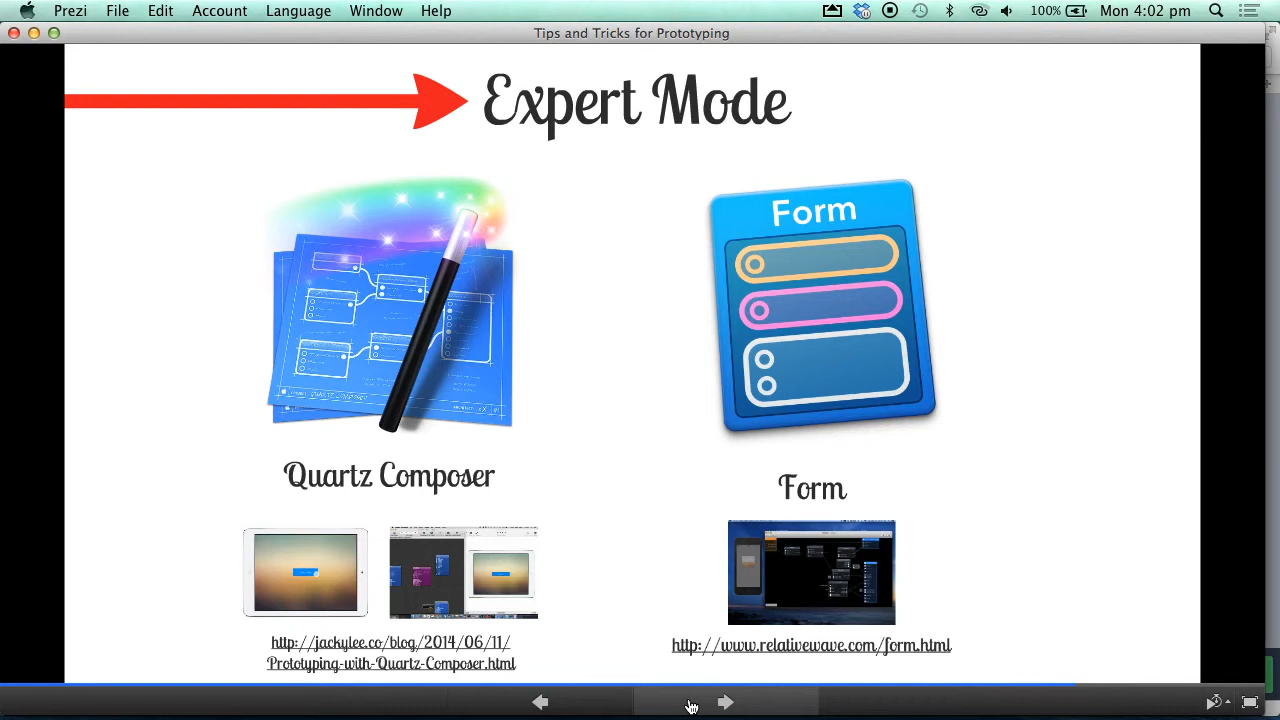 Prezi File Edit Account Language Window Help 100% Mon 4:02 pm
Tips and Tricks for Prototyping
Expert Mode
Form
Quartz Composer
Form
http://jackylee.co/blog/2014/06/11/
Prototyping-with-Quartz-Composer.html
http://www.relativewave.com/form.html